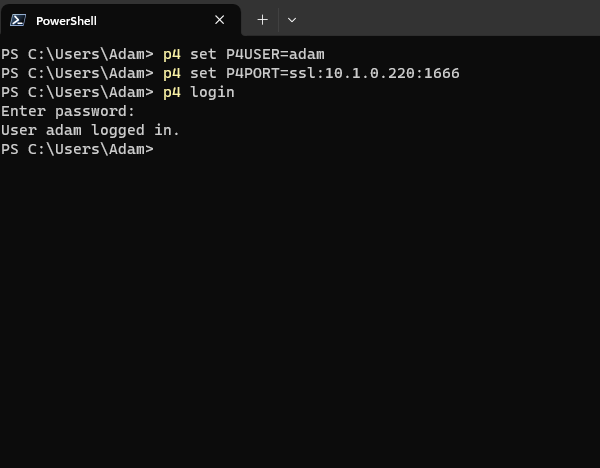 PowerShell
PS C:\Users\Adam> p4 set P4USER=adam
PS C:\Users\Adam> p4 set P4PORT=ssl:10.1.0.220:1666
PS C:\Users\Adam> p4 login
Enter password:
User adam logged in.
PS C:\Users\Adam>